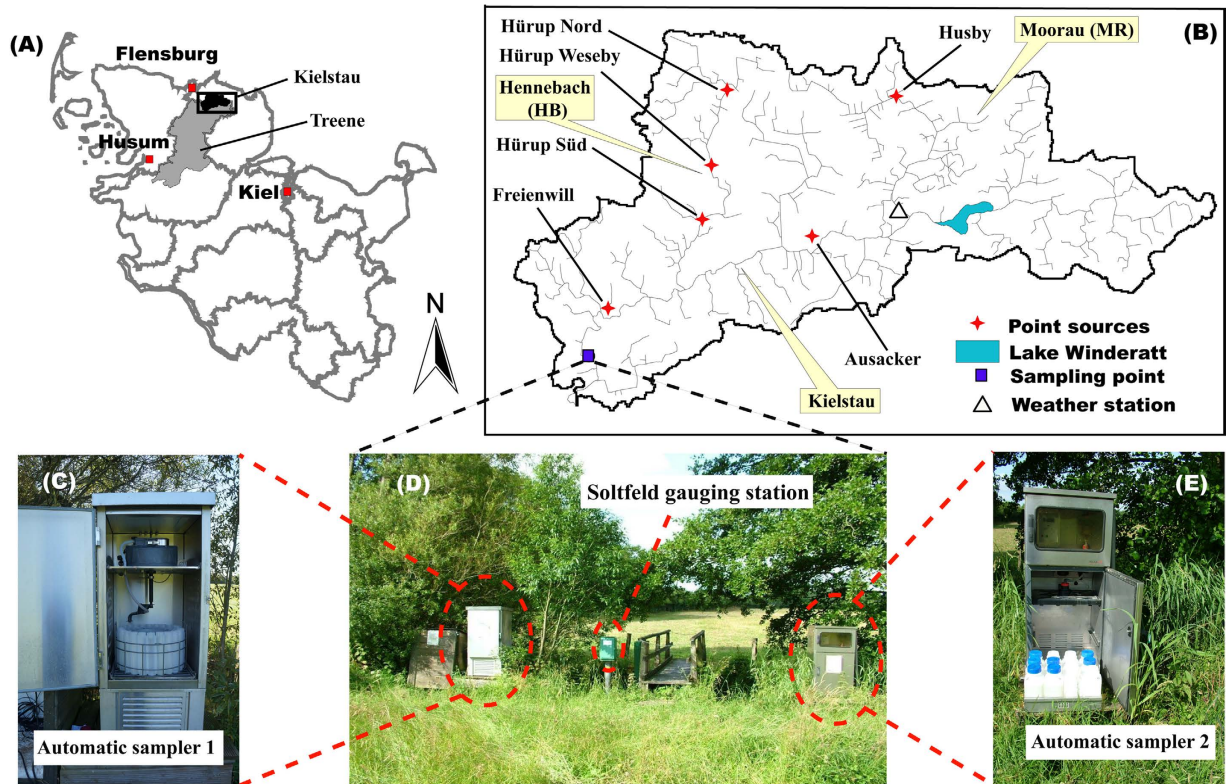 (A)
Flensburg
Kielstau
Treene
Husum
Kiel
N
(B)
Hürup Nord
Hürup Weseby
Hennebach
(HB)
Hürup Süd
Freienwill
Husby
Moorau (MR)
Ausacker
Kielstau
Point sources
Lake Winderatt
Sampling point
Weather station
(C)
Automatic sampler 1
(D)
Soltfeld gauging station
(E)
Automatic sampler 2